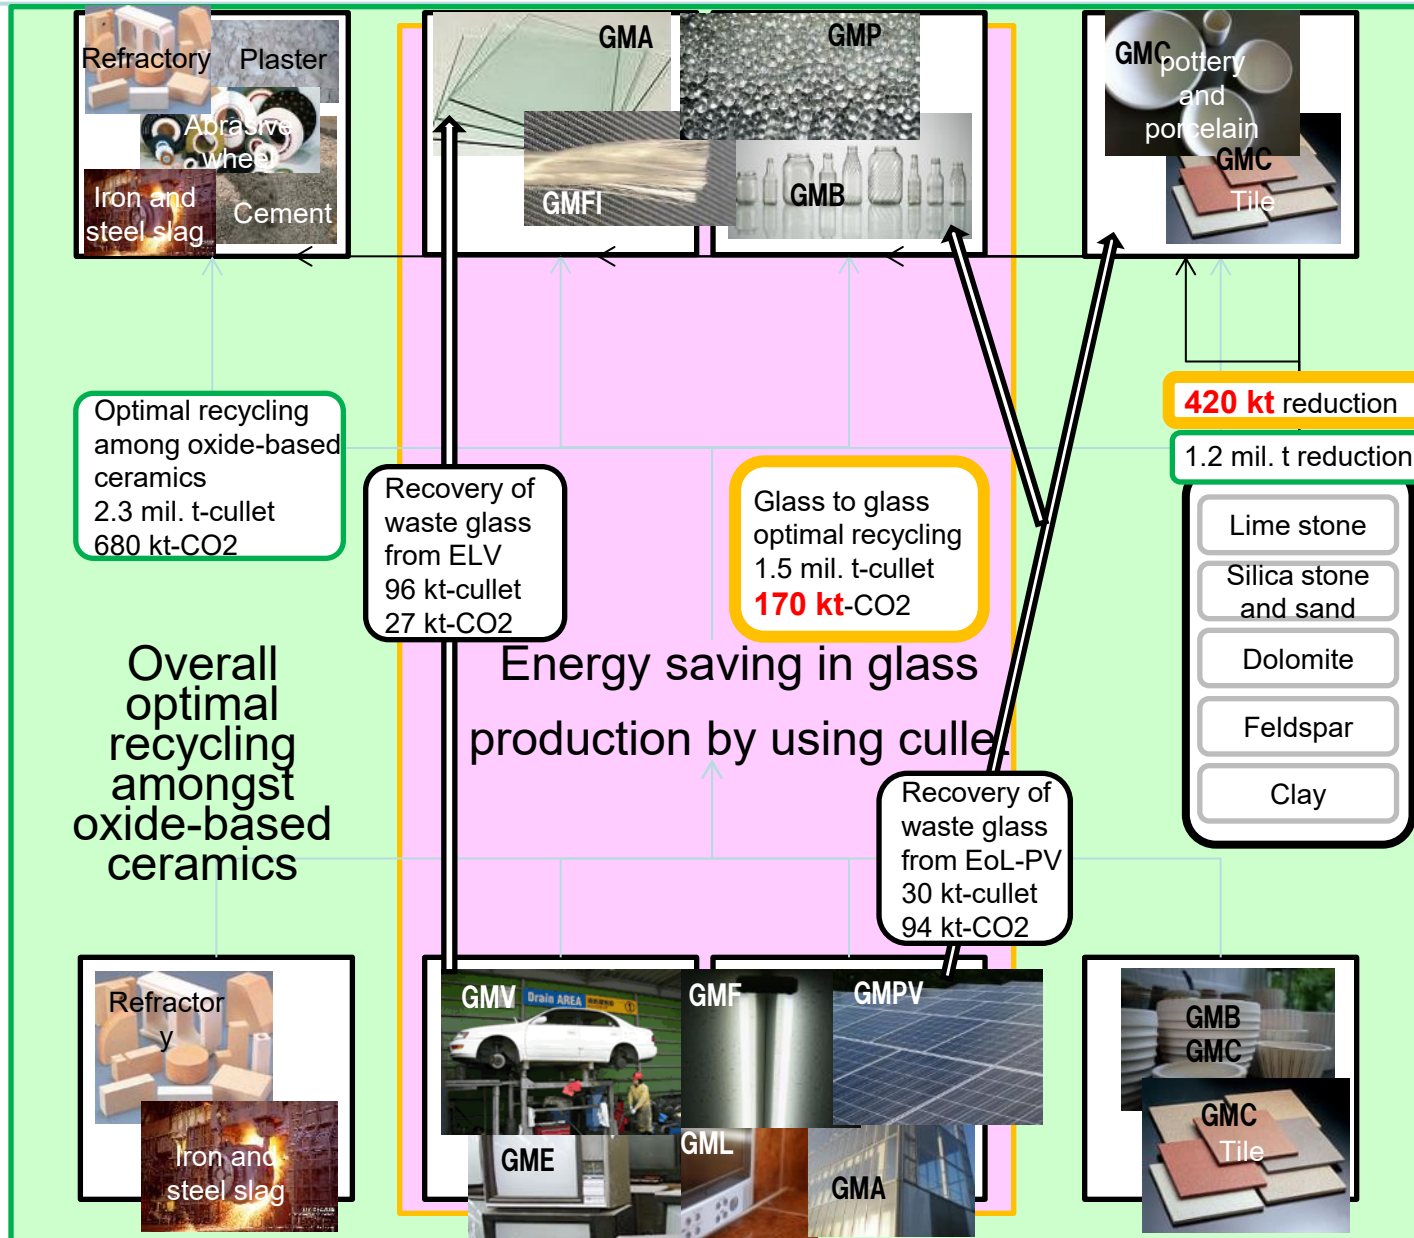 Refractory
Plaster
Abrasive
wheel
Iron and
steel slag
Cement
GMA
GMP
GMFI
GMB
GMC
pottery
and
porcelain
GMC
Tile
Optimal recycling
among oxide-based
ceramics
2.3 mil. t-cullet
680 kt-CO2
Recovery of
waste glass
from ELV
96 kt-cullet
27 kt-CO2
Glass to glass
optimal recycling
1.5 mil. t-cullet
170 kt-CO2
420 kt reduction
1.2 mil. t reduction
Lime stone
Silica stone
and sand
Dolomite
Feldspar
Clay
Overall
optimal
recycling
amongst
oxide-based
ceramics
Energy saving in glass
production by using cullet
Recovery of
waste glass
from EoL-PV
30 kt-cullet
94 kt-CO2
Refractor
y
Iron and
steel slag
GMV
Drain AREA
GMF
GMPV
GME
GML
GMA
GMB
GMC
GMC
Tile